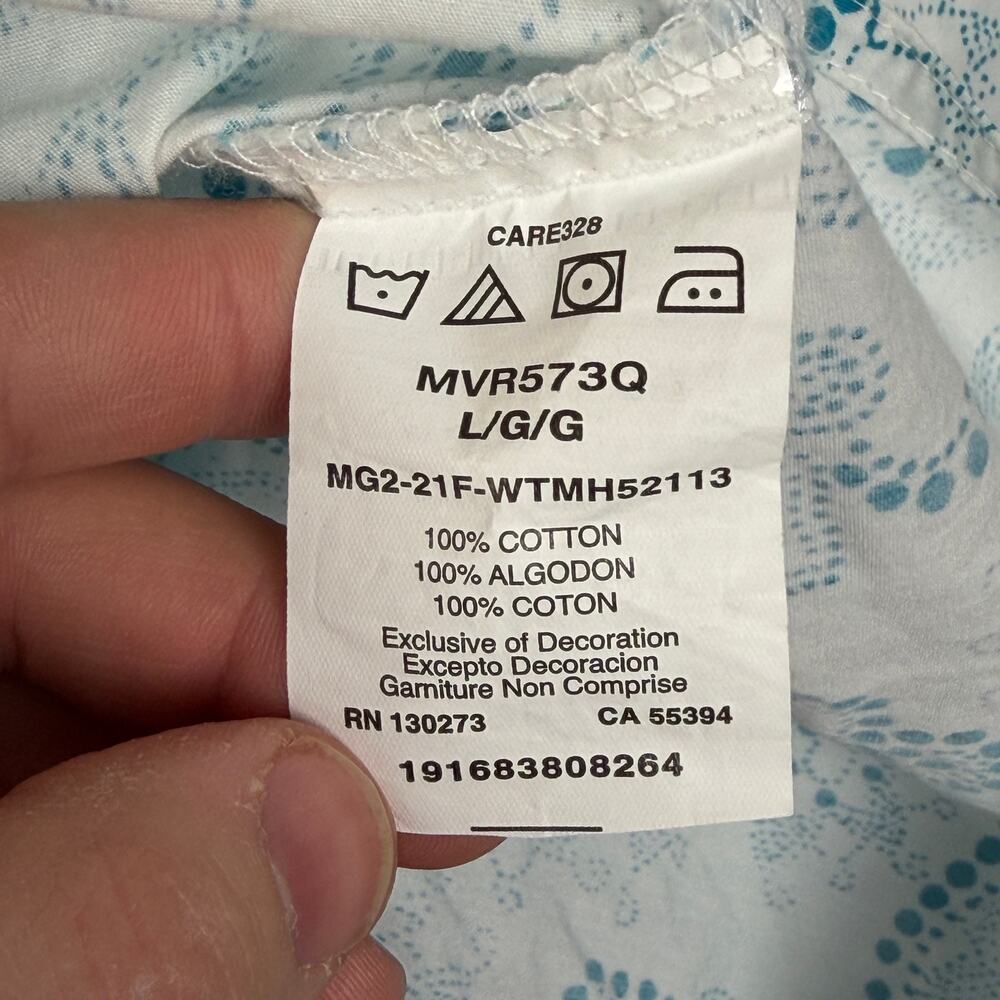 CARE328
MVR573Q
L/G/G
MG2-21F-WTMH52113
100% COTTON
100% ALGODON
100% COTON
Exclusive of Decoration
Excepto Decoracion
Garniture Non Comprise
RN 130273 CA 55394
191683808264